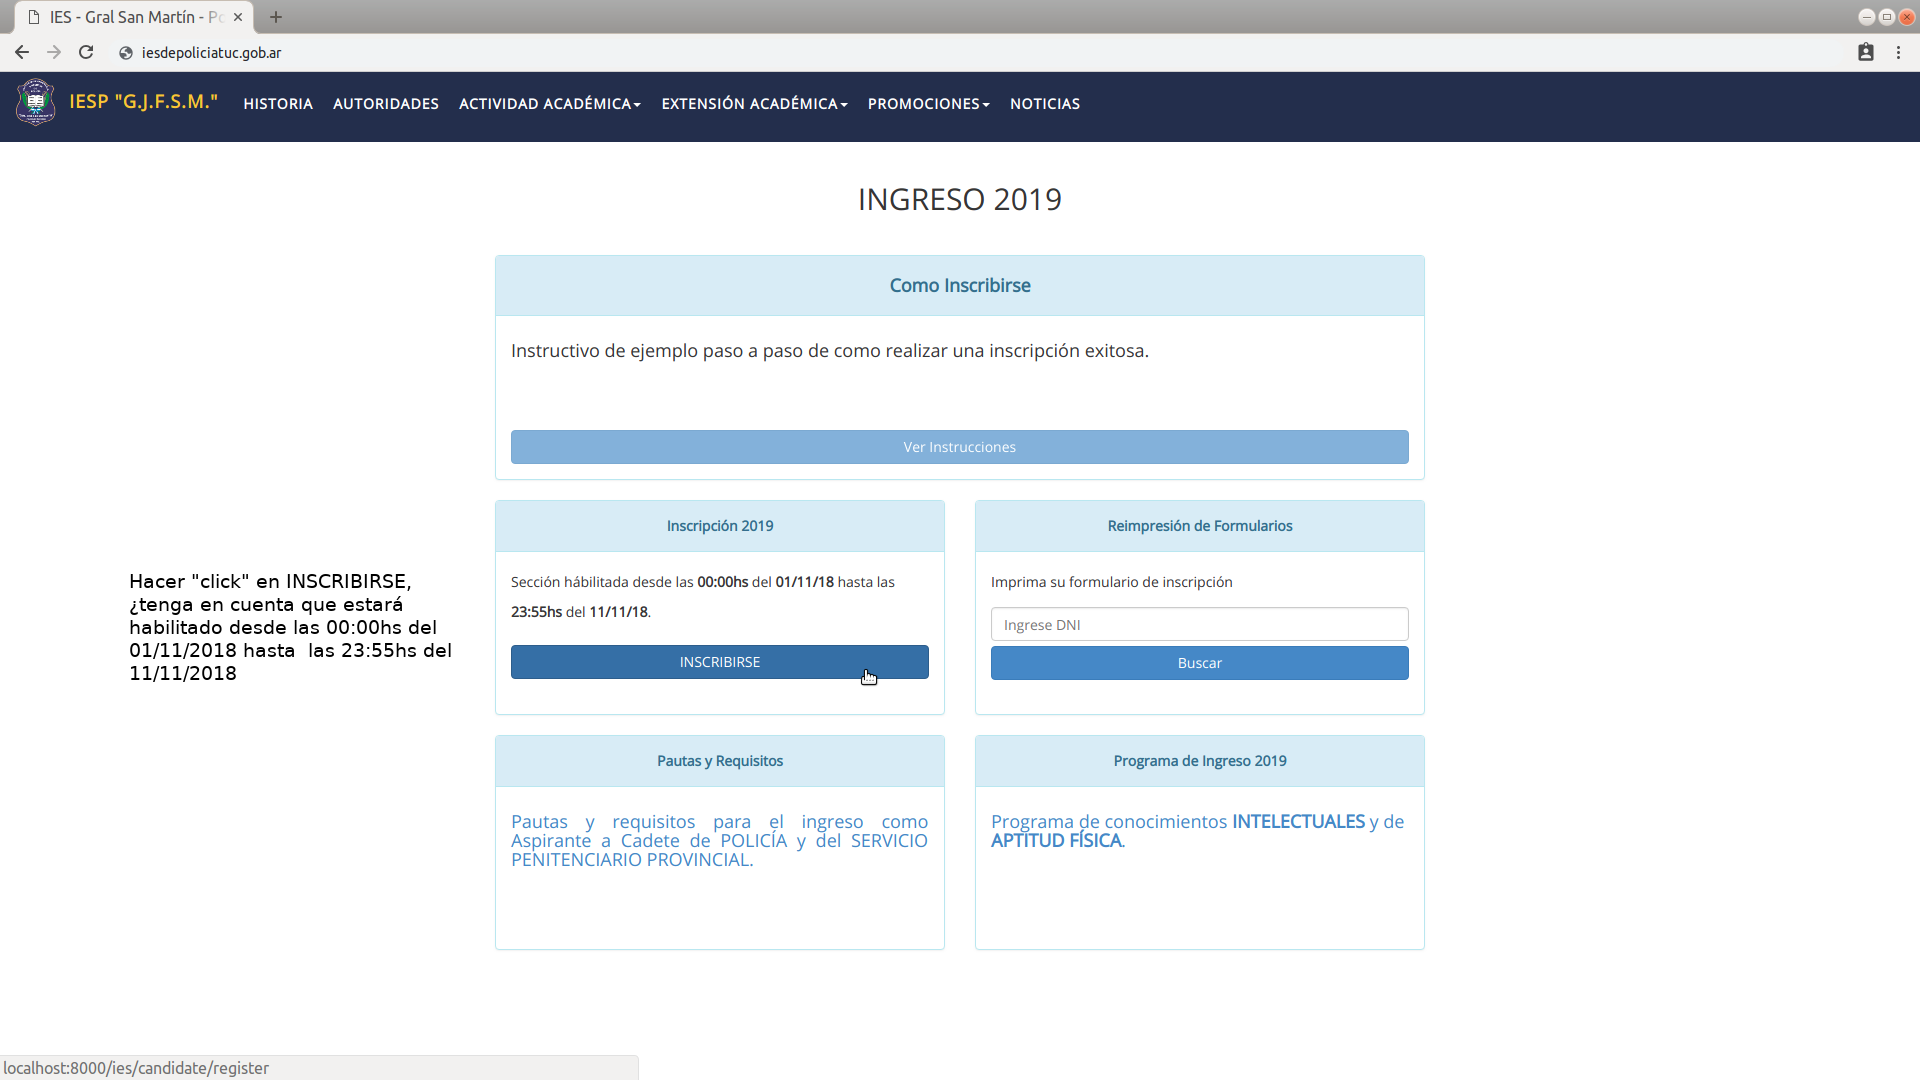 IES - Gral San Martín - Po
iesdepoliciatuc.gob.ar
IESP "G.J.F.S.M." HISTORIA AUTORIDADES ACTIVIDAD ACADÉMICA EXTENSIÓN ACADÉMICA PROMOCIONES NOTICIAS
INGRESO 2019
Como Inscribirse
Instructivo de ejemplo paso a paso de como realizar una inscripción exitosa.
Ver Instrucciones
Hacer "click" en INSCRIBIRSE,
¿tenga en cuenta que estará
habilitado desde las 00:00hs del
01/11/2018 hasta  las 23:55hs del
11/11/2018
Inscripción 2019
Sección hábilitada desde las 00:00hs del 01/11/18 hasta las
23:55hs del 11/11/18.
INSCRIBIRSE
Reimpresión de Formularios
Imprima su formulario de inscripción
Ingrese DNI
Buscar
Pautas y Requisitos
Pautas y requisitos para el ingreso como
Aspirante a Cadete de POLICÍA y del SERVICIO
PENITENCIARIO PROVINCIAL.
Programa de Ingreso 2019
Programa de conocimientos INTELECTUALES y de
APTITUD FÍSICA.
localhost:8000/ies/candidate/register